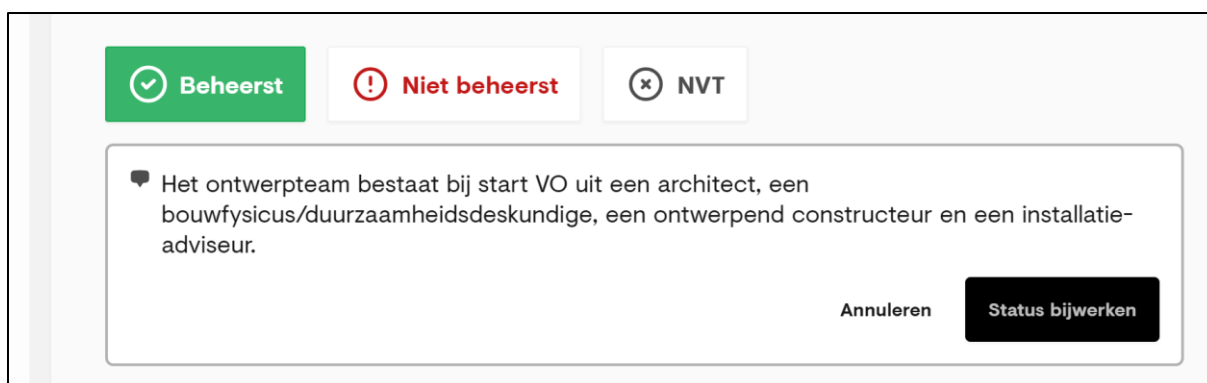 Beheerst
Niet beheerst
NVT
Het ontwerpteam bestaat bij start VO uit een architect, een
bouwfysicus/duurzaamheidsdeskundige, een ontwerpend constructeur en een installatie-
adviseur.
Annuleren
Status bijwerken